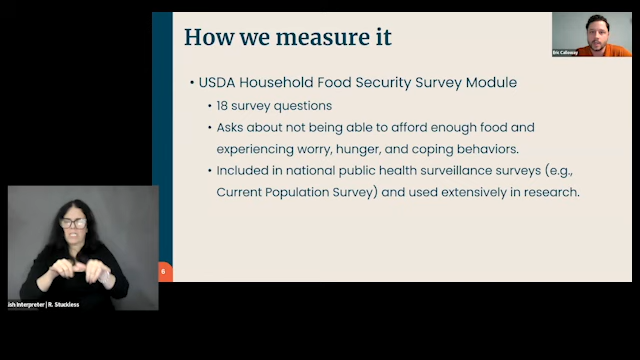 How we measure it
• USDA Household Food Security Survey Module
• 18 survey questions
• Asks about not being able to afford enough food and
experiencing worry, hunger, and coping behaviors.
• Included in national public health surveillance surveys (e.g.,
Current Population Survey) and used extensively in research.
6
Eric Calloway
ish Interpreter | R. Stuckless